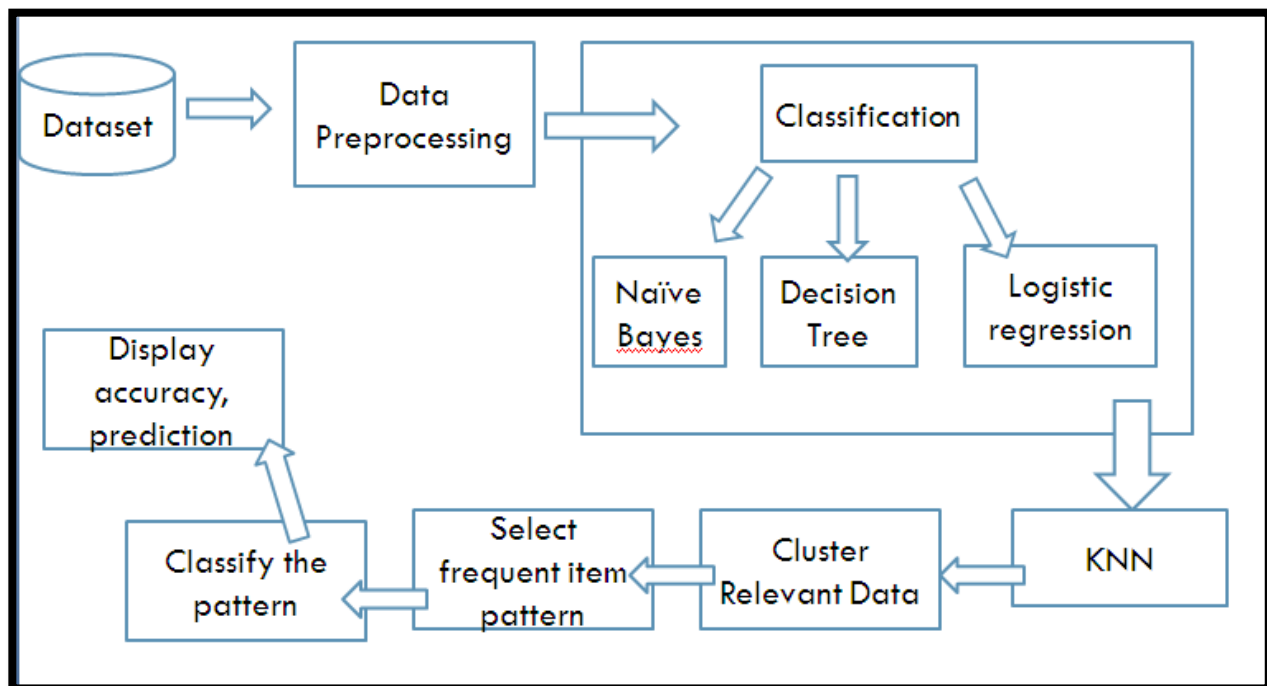 Dataset
Data
Preprocessing
Classification
Naïve
Bayes
Decision
Tree
Logistic
regression
KNN
Cluster
Relevant Data
Select
frequent item
pattern
Classify the
pattern
Display
accuracy,
prediction